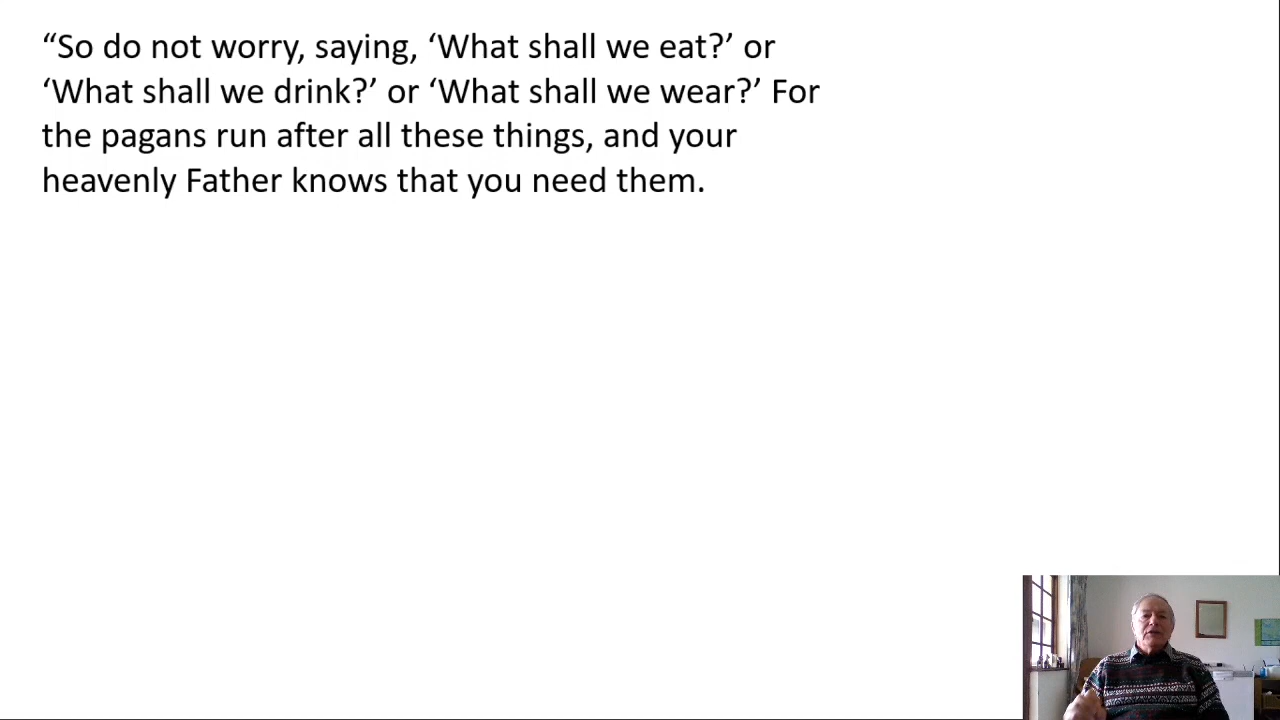 “So do not worry, saying, ‘What shall we eat?’ or
‘What shall we drink?’ or ‘What shall we wear?’ For
the pagans run after all these things, and your
heavenly Father knows that you need them.